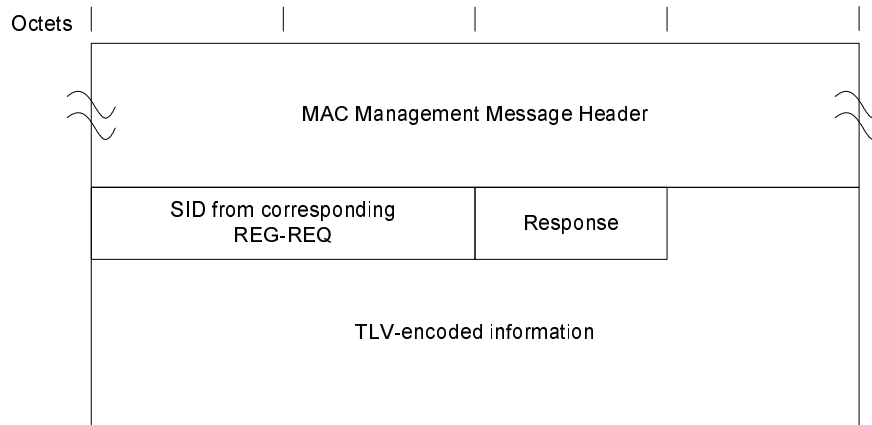 Octets
MAC Management Message Header
SID from corresponding
REG-REQ
Response
TLV-encoded information